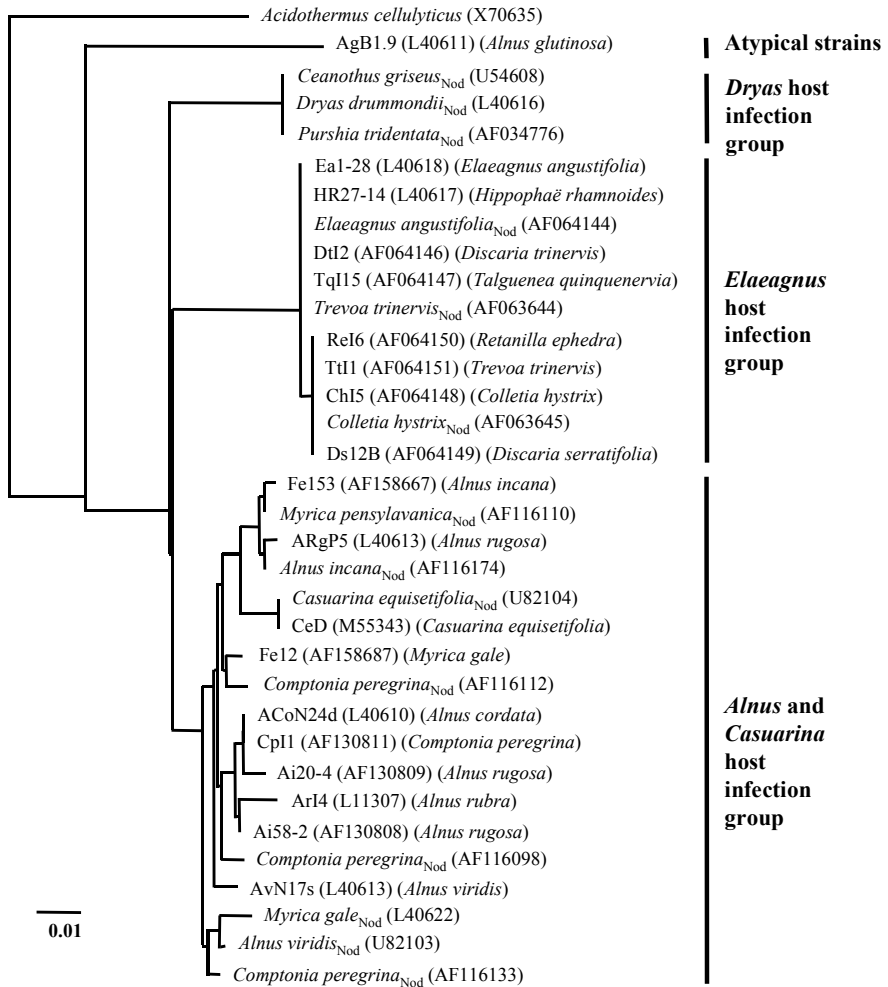 Acidothermus cellulyticus (X70635)
AgB1.9 (L40611) (Alnus glutinosa)
Atypical strains
Ceanothus griseusNod (U54608)
Dryas drummondiiNod (L40616)
Purshia tridentataNod (AF034776)
Dryas host
infection
group
Ea1-28 (L40618) (Elaeagnus angustifolia)
HR27-14 (L40617) (Hippophaë rhamnoides)
Elaeagnus angustifoliaNod (AF064144)
DtI2 (AF064146) (Discaria trinervis)
TqI15 (AF064147) (Talguenea quinquenervia)
Trevoa trinervisNod (AF063644)
ReI6 (AF064150) (Retanilla ephedra)
TtI1 (AF064151) (Trevoa trinervis)
ChI5 (AF064148) (Colletia hystrix)
Colletia hystrixNod (AF063645)
Ds12B (AF064149) (Discaria serratifolia)
Elaeagnus
host
infection
group
Fe153 (AF158667) (Alnus incana)
Myrica pensylavanicaNod (AF116110)
ARgP5 (L40613) (Alnus rugosa)
Alnus incanaNod (AF116174)
Casuarina equisetifoliaNod (U82104)
CeD (M55343) (Casuarina equisetifolia)
Fe12 (AF158687) (Myrica gale)
Comptonia peregrinaNod (AF116112)
ACoN24d (L40610) (Alnus cordata)
CpI1 (AF130811) (Comptonia peregrina)
Ai20-4 (AF130809) (Alnus rugosa)
ArI4 (L11307) (Alnus rubra)
Ai58-2 (AF130808) (Alnus rugosa)
Comptonia peregrinaNod (AF116098)
AvN17s (L40613) (Alnus viridis)
Myrica galeNod (L40622)
Alnus viridisNod (U82103)
Comptonia peregrinaNod (AF116133)
Alnus and
Casuarina
host
infection
group
0.01